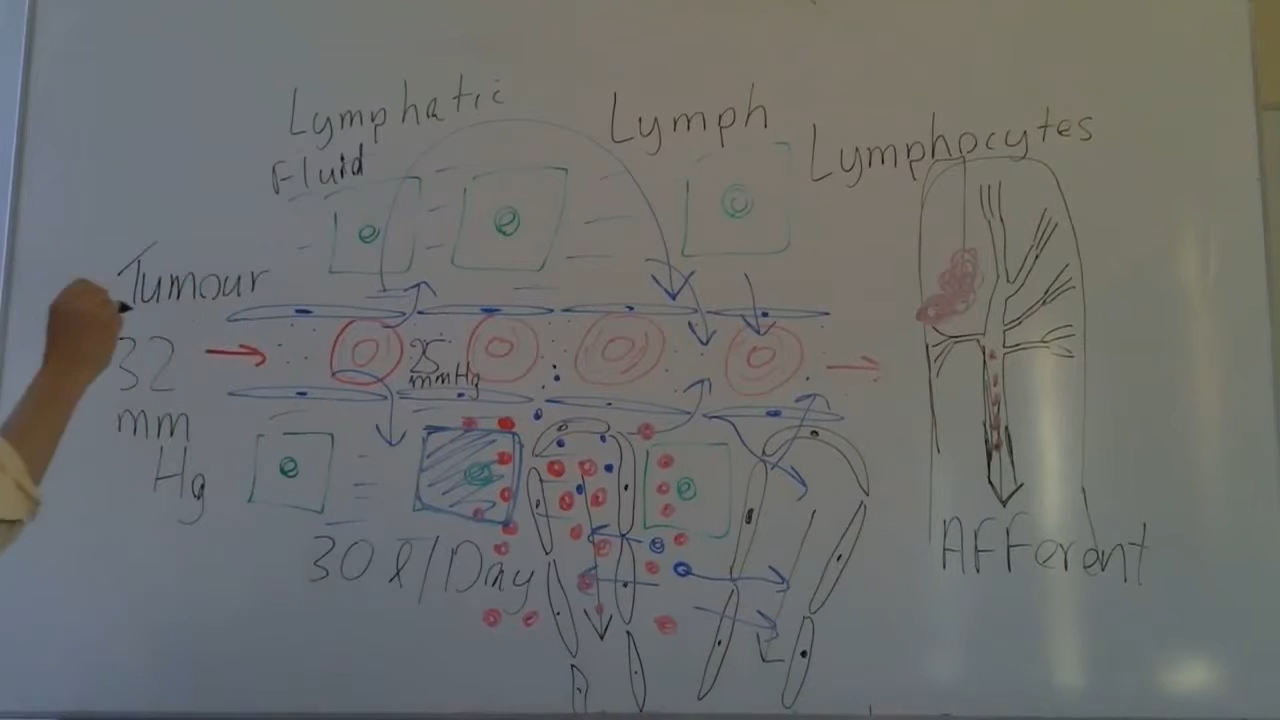 Lymphatic
Fluid
Lymph
Lymphocytes
Tumour
32
mm
Hg
25
mmHg
30 l/Day
Afferent